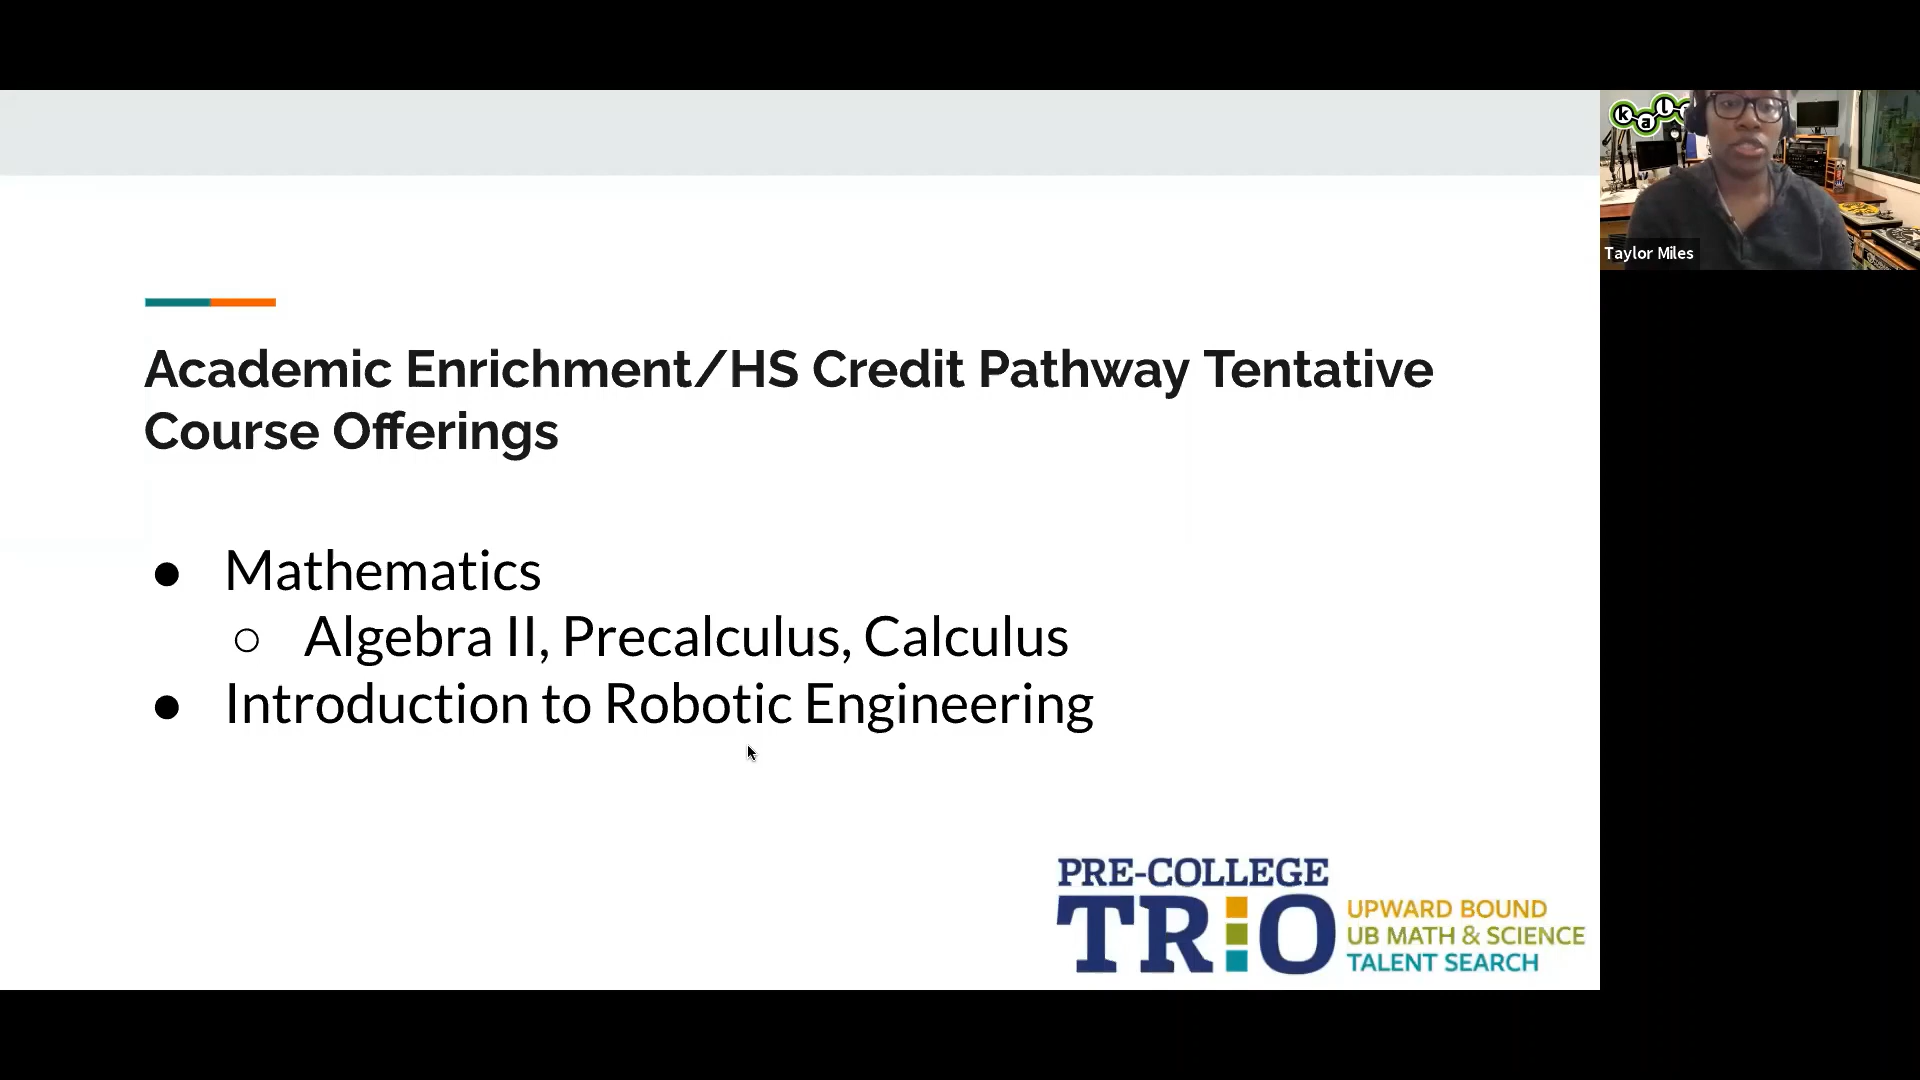 Academic Enrichment/HS Credit Pathway Tentative
Course Offerings
● Mathematics
○ Algebra II, Precalculus, Calculus
● Introduction to Robotic Engineering
PRE-COLLEGE
TRIO
UPWARD BOUND
UB MATH & SCIENCE
TALENT SEARCH
Taylor Miles